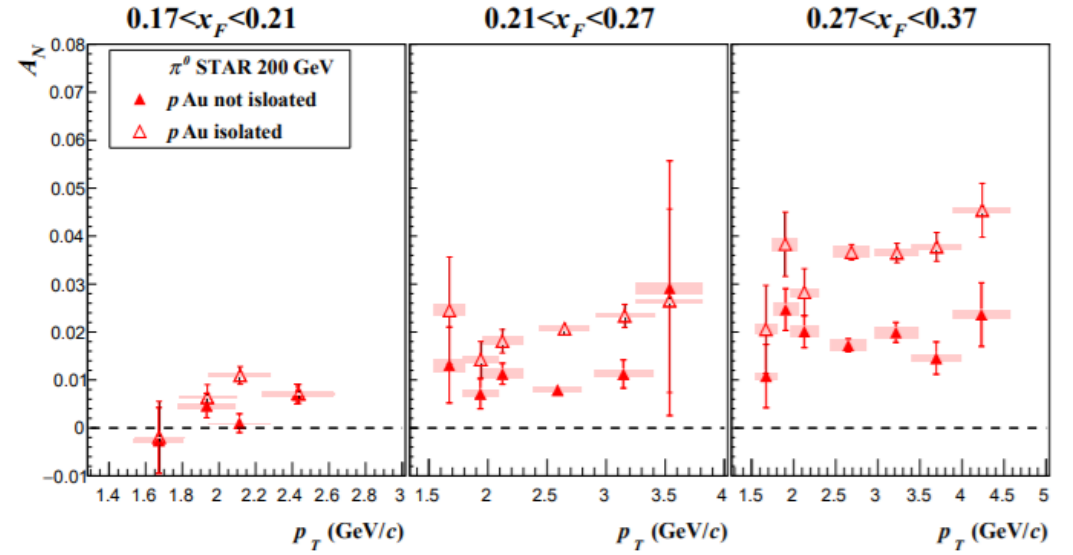 0.17<x_F<0.21
0.21<x_F<0.27
0.27<x_F<0.37
A_N
0.08
0.07
0.06
0.05
0.04
0.03
0.02
0.01
0
−0.01
π⁰ STAR 200 GeV
p Au not isloated
p Au isolated
1.4 1.6 1.8 2 2.2 2.4 2.6 2.8 3
1.5 2 2.5 3 3.5 4
1.5 2 2.5 3 3.5 4 4.5 5
p_T (GeV/c)
p_T (GeV/c)
p_T (GeV/c)